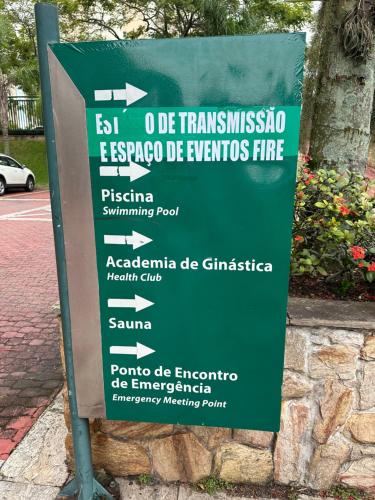 O DE TRANSMISSÃO
E ESPAÇO DE EVENTOS FIRE
Piscina
Swimming Pool
Academia de Ginástica
Health Club
Sauna
Ponto de Encontro
de Emergência
Emergency Meeting Point